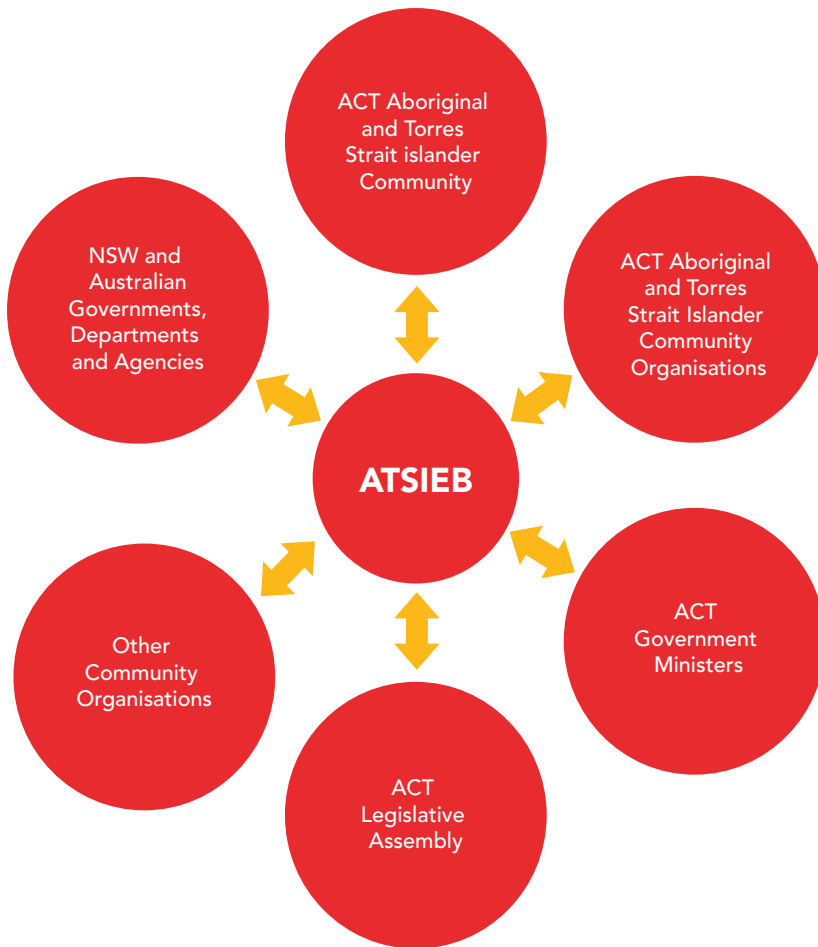 ACT Aboriginal
and Torres
Strait islander
Community
NSW and
Australian
Governments,
Departments
and Agencies
ACT Aboriginal
and Torres
Strait Islander
Community
Organisations
ATSIEB
Other
Community
Organisations
ACT
Government
Ministers
ACT
Legislative
Assembly